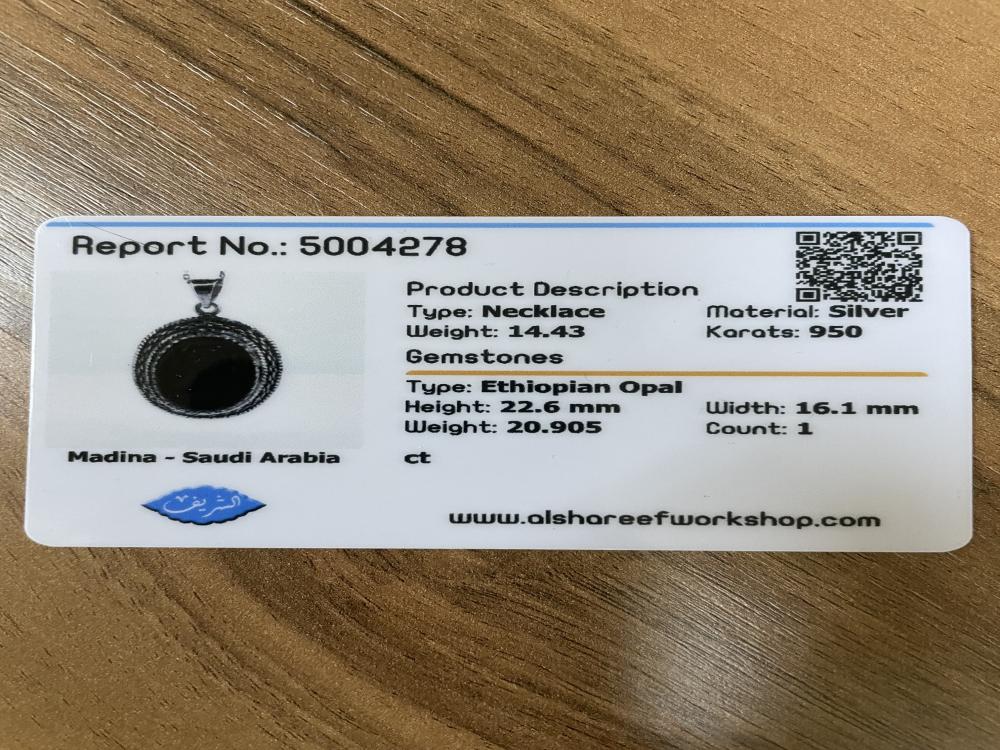 Report No.: 5004278
Product Description
Type: Necklace Material: Silver
Weight: 14.43 Karats: 950
Gemstones
Type: Ethiopian Opal
Height: 22.6 mm Width: 16.1 mm
Weight: 20.905 Count: 1
ct
Madina - Saudi Arabia
الشريف
www.alshareefworkshop.com